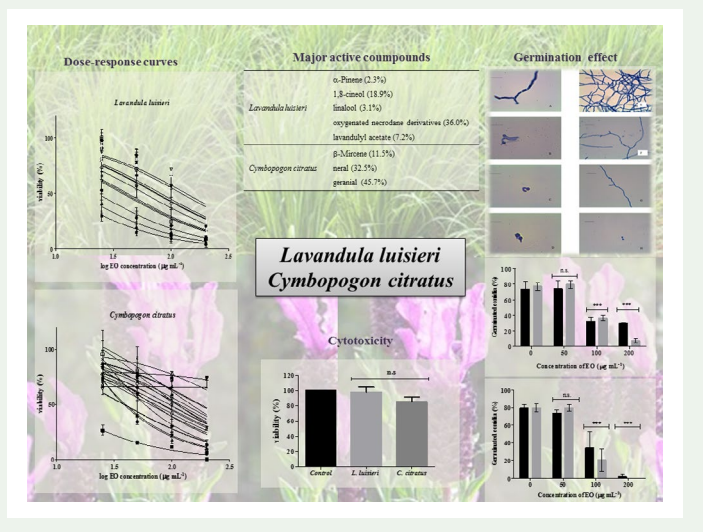 Dose-response curves
Lavandula luisieri
viability (%)
100
50
0
1.0 1.5 2.0 2.5
log EO concentration (µg mL⁻¹)
Cymbopogon citratus
viability (%)
100
50
0
1.0 1.5 2.0 2.5
log EO concentration (µg mL⁻¹)
Major active coumpounds
Lavandula luisieri
α-Pinene (2.3%)
1,8-cineol (18.9%)
linalool (3.1%)
oxygenated necrodane derivatives (36.0%)
lavandulyl acetate (7.2%)
Cymbopogon citratus
β-Mircene (11.5%)
neral (32.5%)
geranial (45.7%)
Lavandula luisieri
Cymbopogon citratus
Cytotoxicity
n.s
viability (%)
120
100
80
60
40
20
0
Control L. luisieri C. citratus
Germination effect
Germinated conidia (%)
100
80
60
40
20
0
n.s.
*** ***
0 50 100 200
Concentration of EO (µg mL⁻¹)
Germinated conidia (%)
100
80
60
40
20
0
n.s.
*** ***
0 50 100 200
Concentration of EO (µg mL⁻¹)